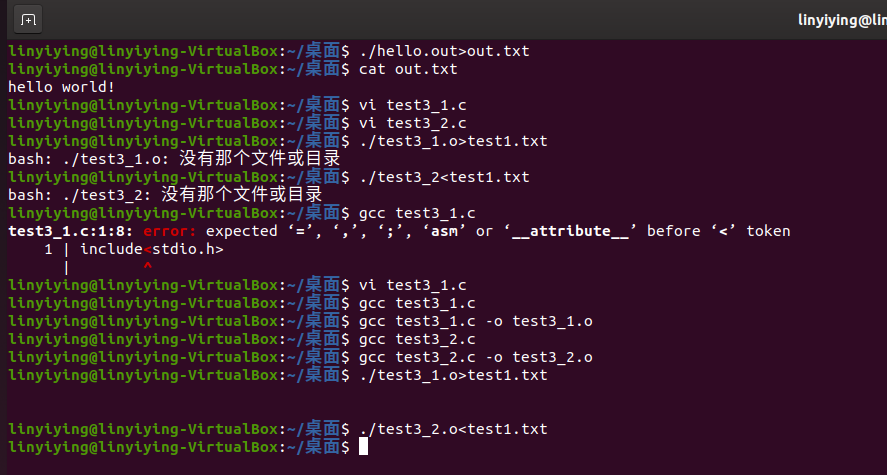 linyiying@lin
linyiying@linyiying-VirtualBox:~/桌面$ ./hello.out>out.txt
linyiying@linyiying-VirtualBox:~/桌面$ cat out.txt
hello world!
linyiying@linyiying-VirtualBox:~/桌面$ vi test3_1.c
linyiying@linyiying-VirtualBox:~/桌面$ vi test3_2.c
linyiying@linyiying-VirtualBox:~/桌面$ ./test3_1.o>test1.txt
bash: ./test3_1.o: 没有那个文件或目录
linyiying@linyiying-VirtualBox:~/桌面$ ./test3_2<test1.txt
bash: ./test3_2: 没有那个文件或目录
linyiying@linyiying-VirtualBox:~/桌面$ gcc test3_1.c
test3_1.c:1:8: error: expected ‘=’, ‘,’, ‘;’, ‘asm’ or ‘__attribute__’ before ‘<’ token
    1 | include<stdio.h>
      |        ^
linyiying@linyiying-VirtualBox:~/桌面$ vi test3_1.c
linyiying@linyiying-VirtualBox:~/桌面$ gcc test3_1.c
linyiying@linyiying-VirtualBox:~/桌面$ gcc test3_1.c -o test3_1.o
linyiying@linyiying-VirtualBox:~/桌面$ gcc test3_2.c
linyiying@linyiying-VirtualBox:~/桌面$ gcc test3_2.c -o test3_2.o
linyiying@linyiying-VirtualBox:~/桌面$ ./test3_1.o>test1.txt
linyiying@linyiying-VirtualBox:~/桌面$ ./test3_2.o<test1.txt
linyiying@linyiying-VirtualBox:~/桌面$